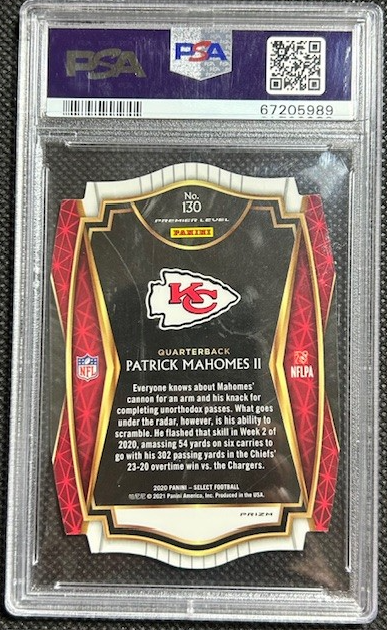 PSA
PSA
67205989
No.
130
PREMIER LEVEL
PANINI
KC
QUARTERBACK
PATRICK MAHOMES II
NFL
NFLPA
Everyone knows about Mahomes'
cannon for an arm and his knack for
completing unorthodox passes. What goes
under the radar, however, is his ability to
scramble. He flashed that skill in Week 2 of
2020, amassing 54 yards on six carries to
go with his 302 passing yards in the Chiefs'
23-20 overtime win vs. the Chargers.
2020 PANINI – SELECT FOOTBALL
© 2021 Panini America, Inc. Produced in the USA.
PRIZM